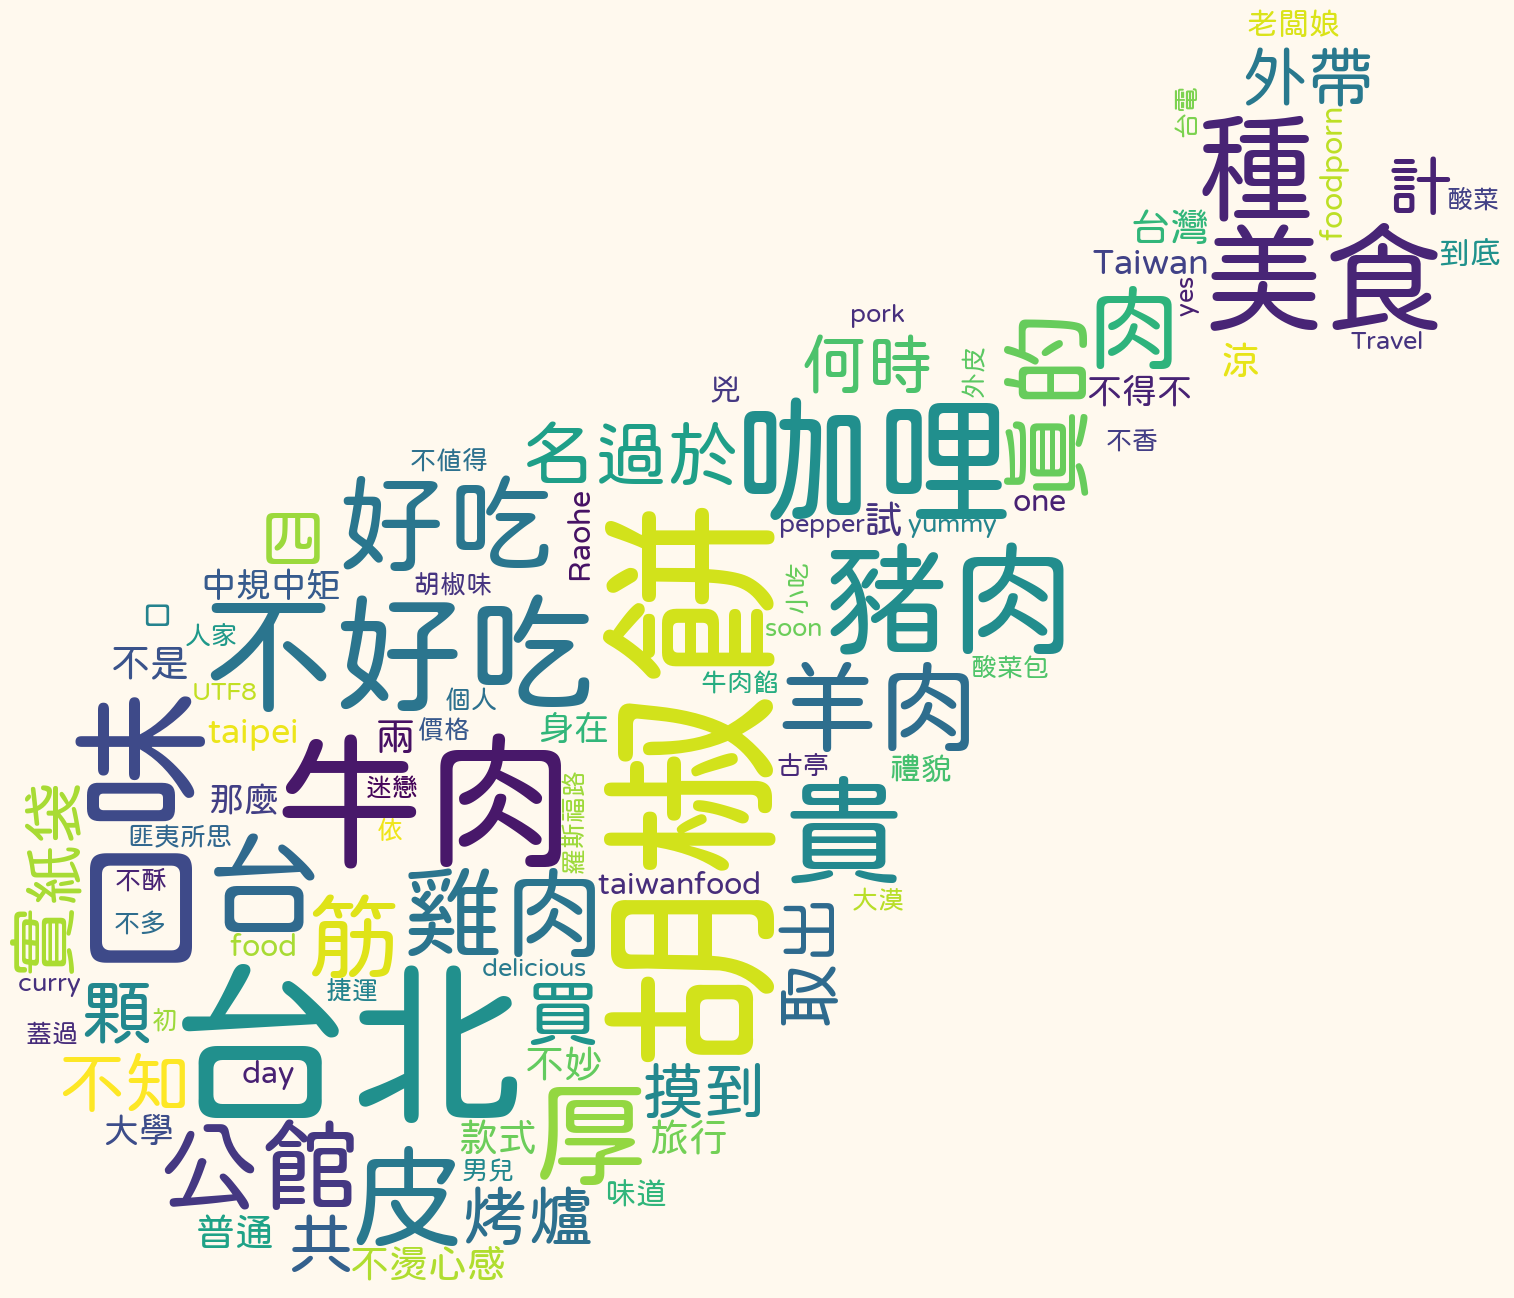 老闆娘
外帶
台電
種
foodporn
計
酸菜
台灣
美食
到底
Taiwan
yes
Travel
肉
涼
pork
何時
外皮
真的
不得不
兇
不香
名過於
咖哩
one
不值得
好吃
Raohe
pepper
試
yummy
四
中規中矩
胡椒味
胡椒餅
小吃
豬肉
口
人家
不好吃
soon
不是
酸菜包
UTF8
個人
牛肉餡
羊肉
口味
taipei
兩
價格
身在
古亭
禮貌
牛肉
迷戀
那麼
依
羅斯福路
貴
賣紙袋
匪夷所思
台
不酥
不多
雞肉
taiwanfood
大漠
筋
food
取出
delicious
curry
顆
初
捷運
買
蓋過
台北
day
不妙
不知
摸到
大學
公館
款式
厚
旅行
皮
男兒
味道
烤爐
普通
共
不燙心感